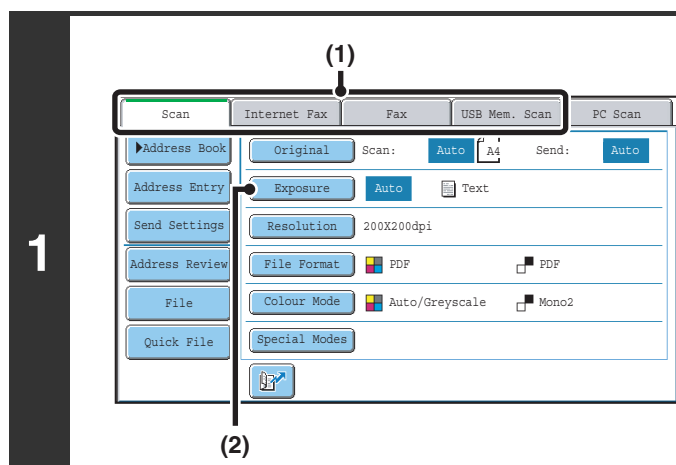 (1)
Scan Internet Fax Fax USB Mem. Scan PC Scan
Address Book Original Scan: Auto A4 Send: Auto
Address Entry Exposure Auto Text
Send Settings Resolution 200X200dpi
1
Address Review File Format PDF PDF
File Colour Mode Auto/Greyscale Mono2
Quick File Special Modes
(2)